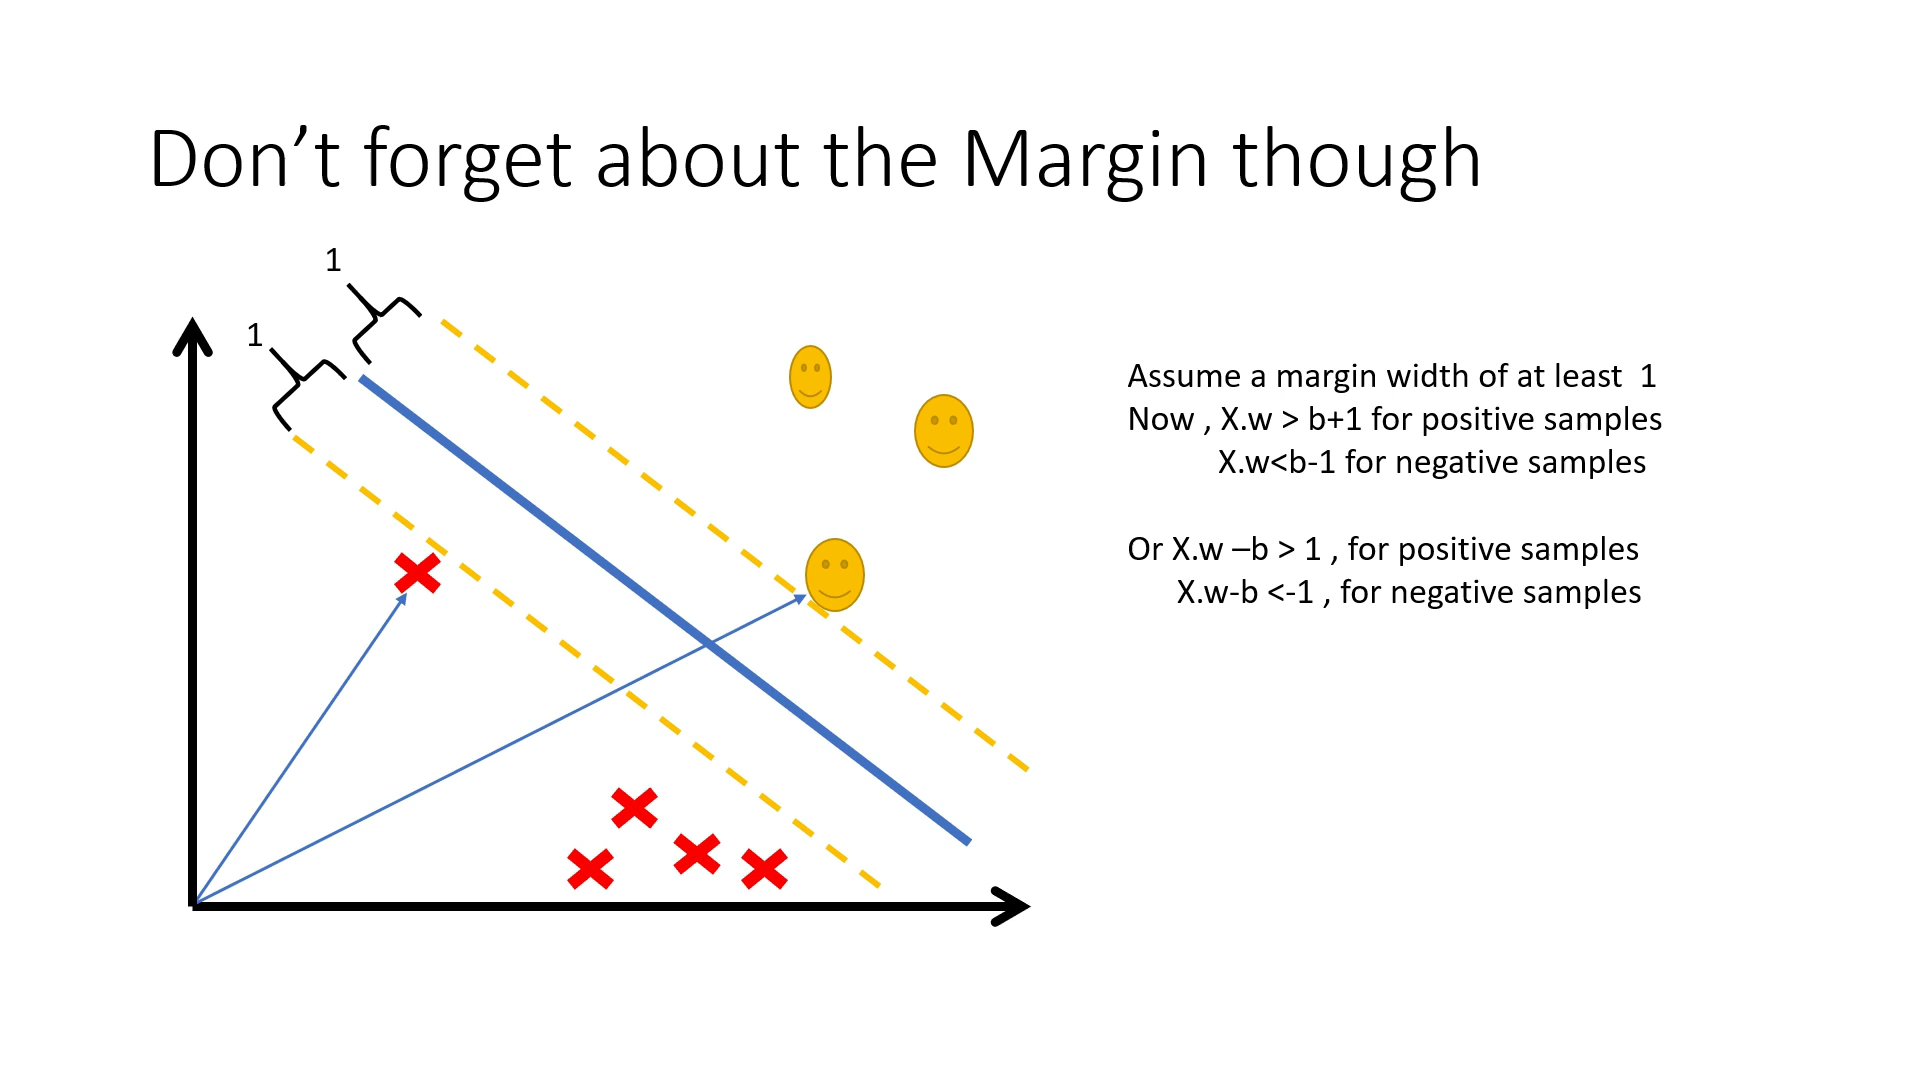 Don’t forget about the Margin though
1
1
Assume a margin width of at least  1
Now , X.w > b+1 for positive samples
X.w<b-1 for negative samples
Or X.w –b > 1 , for positive samples
X.w-b <-1 , for negative samples